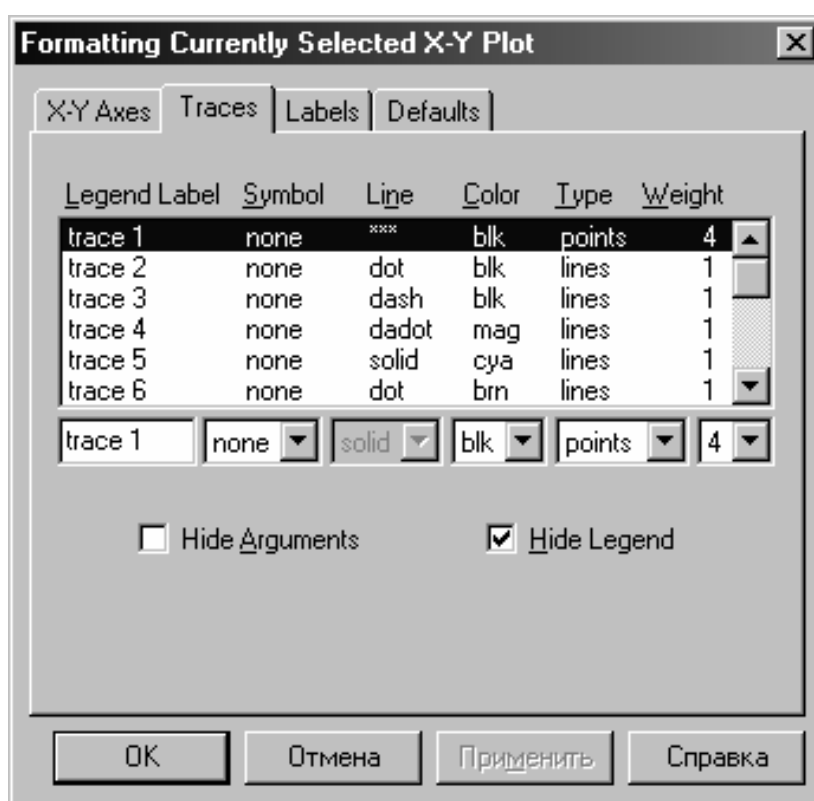 Formatting Currently Selected X-Y Plot
X-Y Axes Traces Labels Defaults
Legend Label Symbol Line Color Type Weight
trace 1 none *** blk points 4
trace 2 none dot blk lines 1
trace 3 none dash blk lines 1
trace 4 none dadot mag lines 1
trace 5 none solid cya lines 1
trace 6 none dot brn lines 1
trace 1 none solid blk points 4
Hide Arguments Hide Legend
OK Отмена Применить Справка